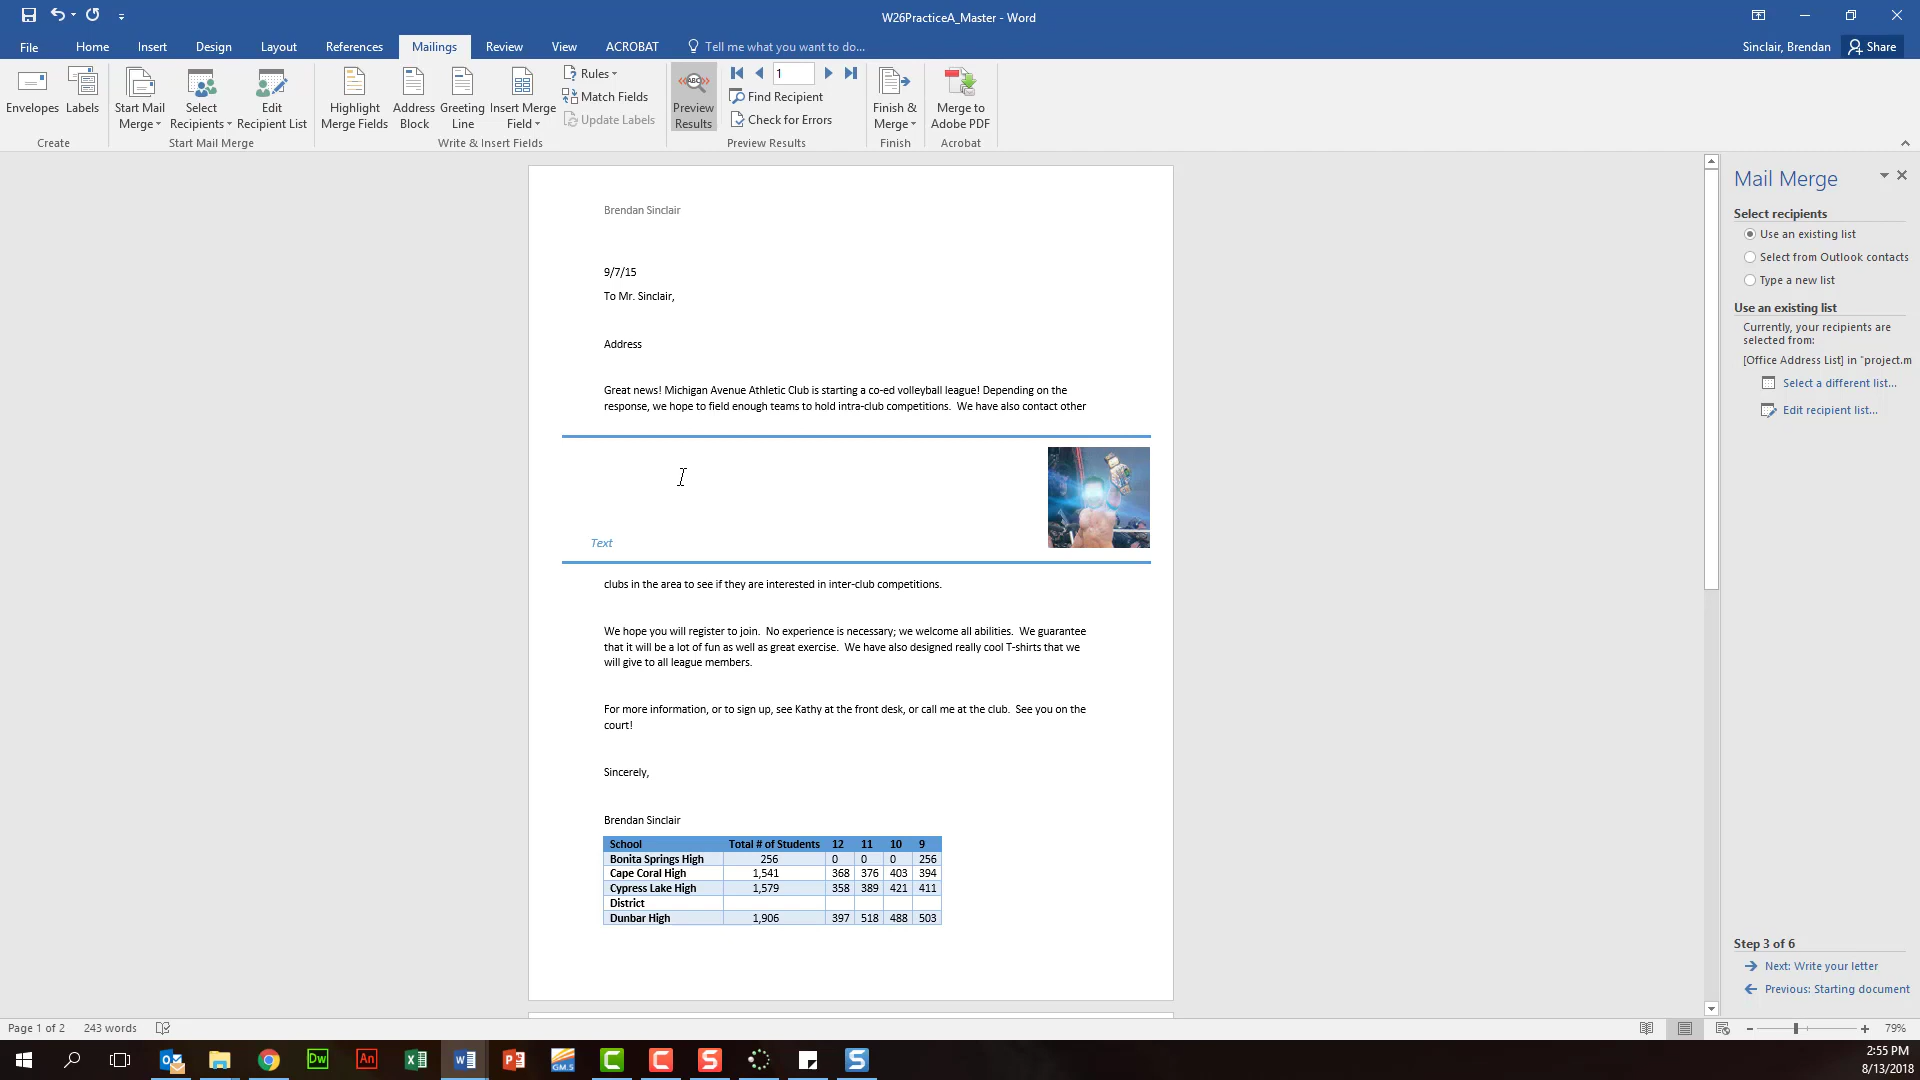 W26PracticeA_Master - Word
File Home Insert Design Layout References Mailings Review View ACROBAT Tell me what you want to do... Sinclair, Brendan Share
Envelopes
Labels
Create
Start Mail
Merge
Select
Recipients
Edit
Recipient List
Start Mail Merge
Highlight
Merge Fields
Address
Block
Greeting
Line
Insert Merge
Field
Rules
Match Fields
Update Labels
Write & Insert Fields
ABC
Preview
Results
1
Find Recipient
Check for Errors
Preview Results
Finish &
Merge
Finish
Merge to
Adobe PDF
Acrobat
Brendan Sinclair
9/7/15
To Mr. Sinclair,
Address
Great news! Michigan Avenue Athletic Club is starting a co-ed volleyball league! Depending on the
response, we hope to field enough teams to hold intra-club competitions.  We have also contact other
Text
clubs in the area to see if they are interested in inter-club competitions.
We hope you will register to join.  No experience is necessary; we welcome all abilities.  We guarantee
that it will be a lot of fun as well as great exercise.  We have also designed really cool T-shirts that we
will give to all league members.
For more information, or to sign up, see Kathy at the front desk, or call me at the club.  See you on the
court!
Sincerely,
Brendan Sinclair
School Total # of Students 12 11 10 9
Bonita Springs High 256 0 0 0 256
Cape Coral High 1,541 368 376 403 394
Cypress Lake High 1,579 358 389 421 411
District
Dunbar High 1,906 397 518 488 503
Mail Merge
Select recipients
Use an existing list
Select from Outlook contacts
Type a new list
Use an existing list
Currently, your recipients are
selected from:
[Office Address List] in "project.m
Select a different list...
Edit recipient list...
Step 3 of 6
Next: Write your letter
Previous: Starting document
Page 1 of 2 243 words 79%
Dw An G.M.S
2:55 PM
8/13/2018